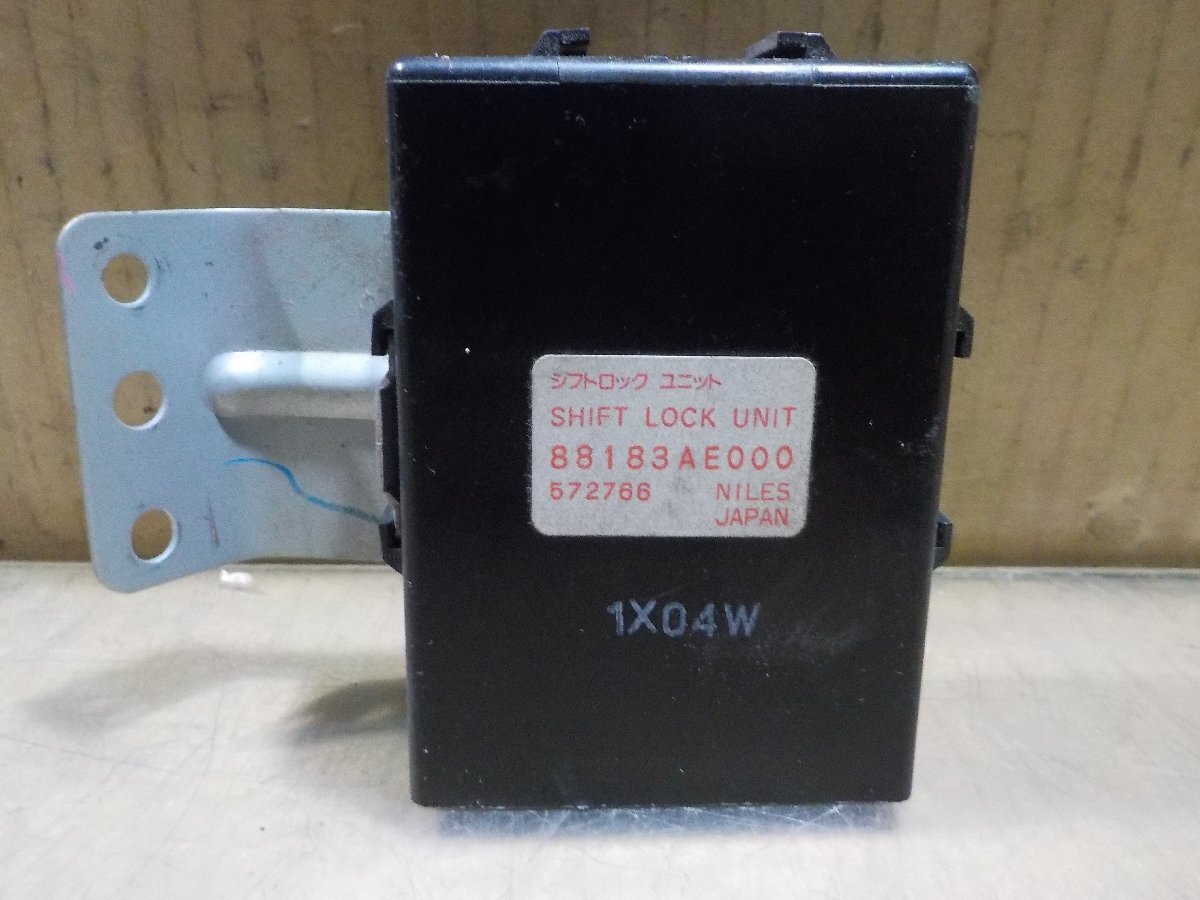 シフトロック ユニット
SHIFT LOCK UNIT
88183AE000
572766 NILES
JAPAN
1X04W